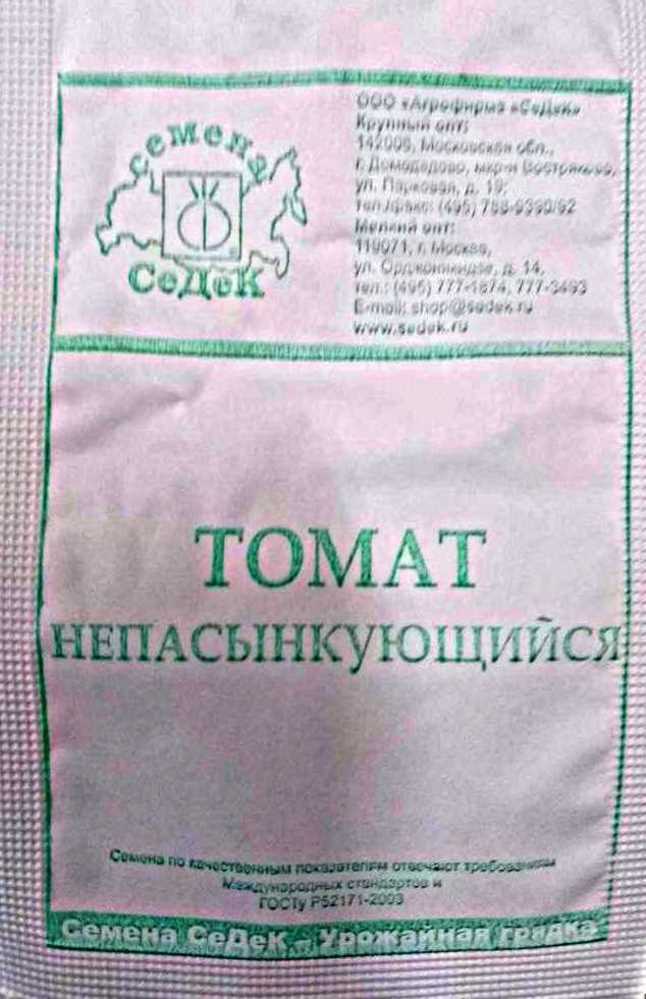 семена
СеДеК
ООО «Агрофирма «СеДеК»
Крупный опт:
142006, Московская обл.,
г. Домодедово, мкр-н Востряково,
ул. Парковая, д. 19;
тел./факс: (495) 788-9390/92
Мелкий опт:
119071, г. Москва,
ул. Орджоникидзе, д. 14,
тел.: (495) 777-1874, 777-3493
E-mail: shop@sedek.ru
www.sedek.ru
ТОМАТ
НЕПАСЫНКУЮЩИЙСЯ
Семена по качественным показателям отвечают требованиям
Международных стандартов и
ГОСТу Р52171-2003
Семена СеДеК – Урожайная грядка